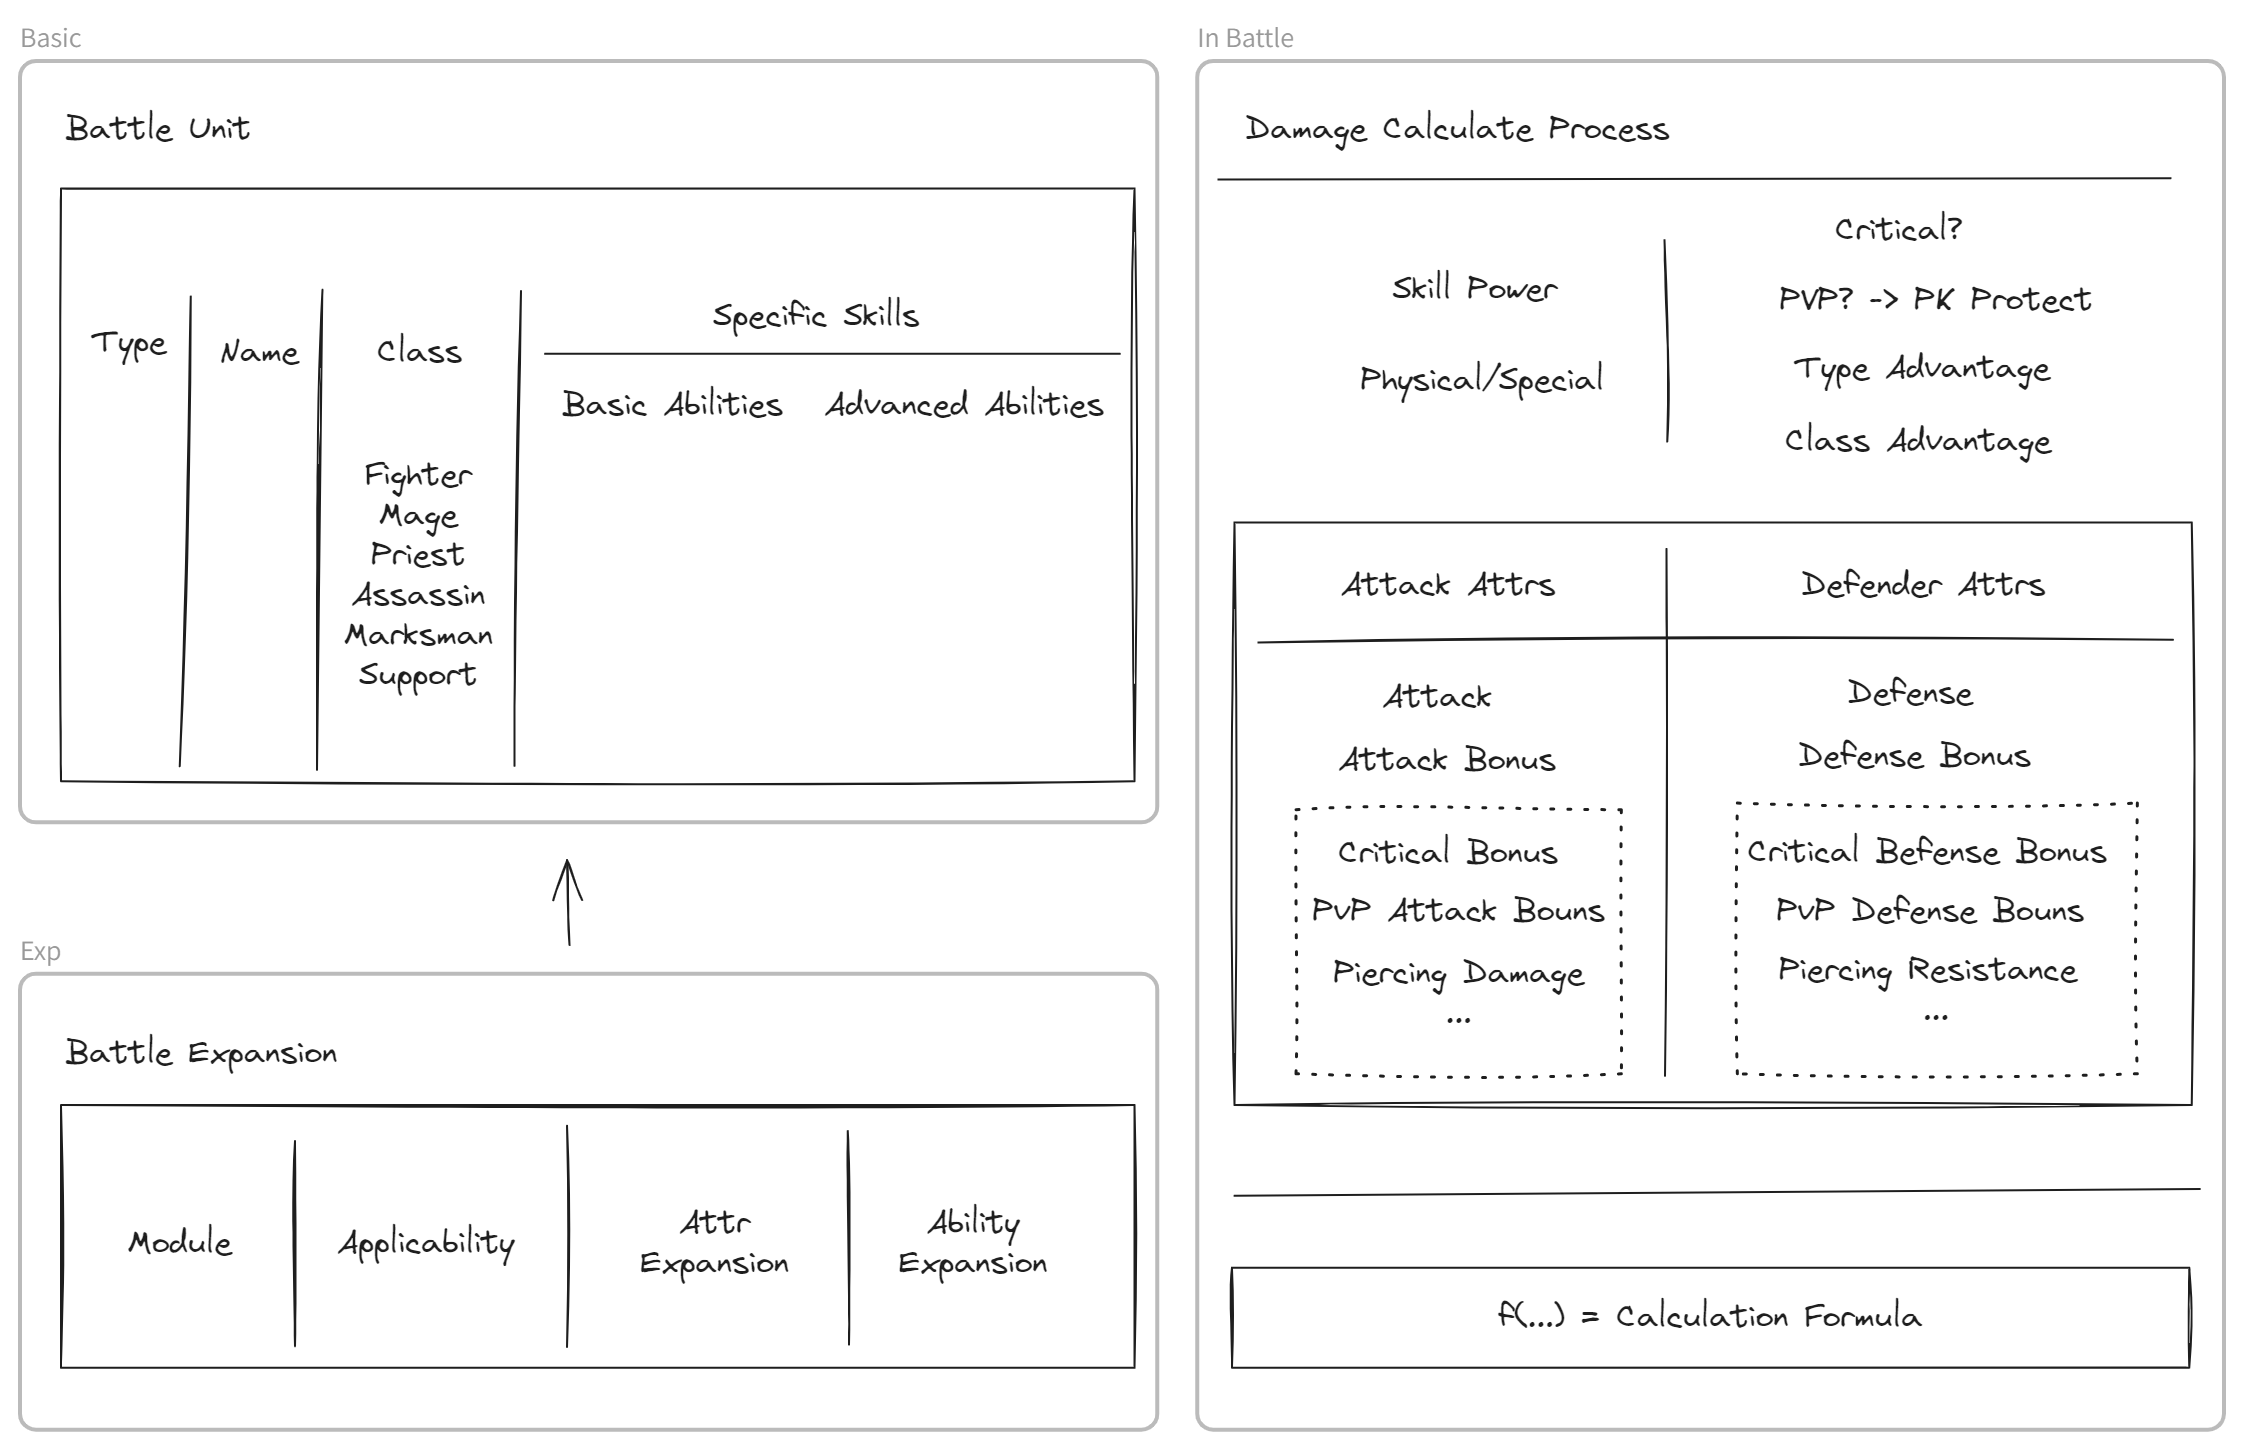 Basic
Battle Unit
Type
Name
Class
Specific Skills
Basic Abilities
Advanced Abilities
Fighter
Mage
Priest
Assassin
Marksman
Support
Exp
Battle Expansion
Module
Applicability
Attr
Expansion
Ability
Expansion
In Battle
Damage Calculate Process
Skill Power
Physical/Special
Critical?
PVP? -> PK Protect
Type Advantage
Class Advantage
Attack Attrs
Defender Attrs
Attack
Attack Bonus
Critical Bonus
PvP Attack Bouns
Piercing Damage
...
Defense
Defense Bonus
Critical Befense Bonus
PvP Defense Bouns
Piercing Resistance
...
f(...) = Calculation Formula